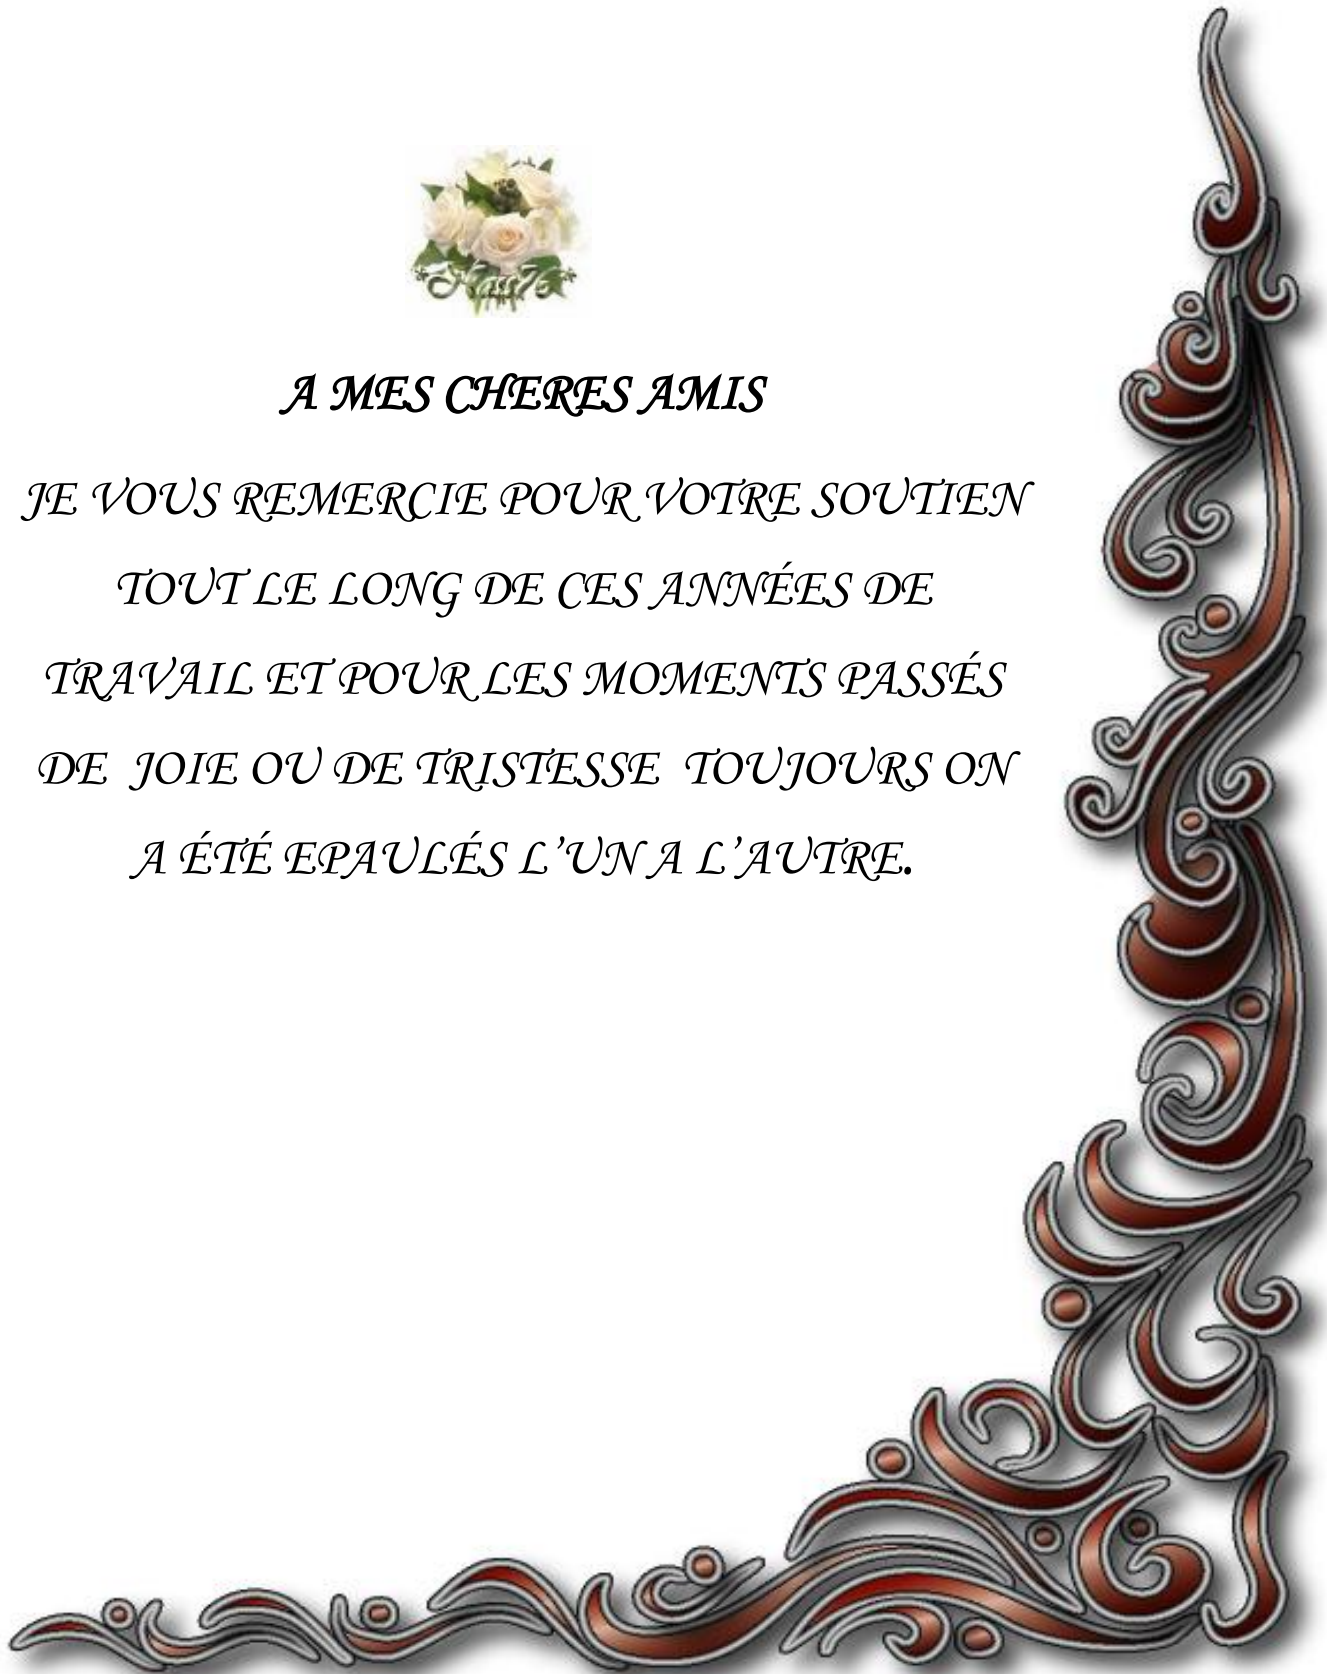 A MES CHERES AMIS
JE VOUS REMERCIE POUR VOTRE SOUTIEN
TOUT LE LONG DE CES ANNÉES DE
TRAVAIL ET POUR LES MOMENTS PASSÉS
DE JOIE OU DE TRISTESSE TOUJOURS ON
A ÉTÉ EPAULÉS L'UN A L'AUTRE.